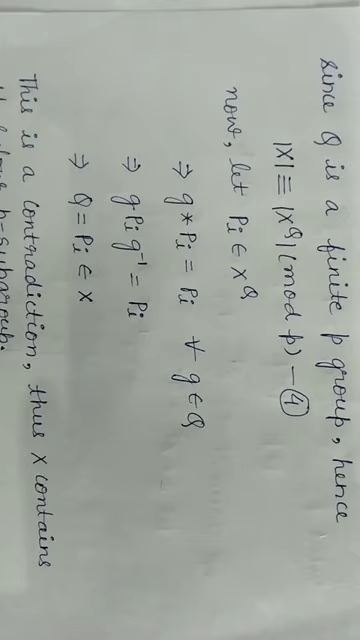 since Q is a finite p group, hence
|X| ≡ |X^Q| (mod p) — ④
now, let Pi ∈ X^Q
⇒ g * Pi = Pi ∀ g ∈ Q
⇒ g Pi g⁻¹ = Pi
⇒ Q = Pi ∈ X
This is a contradiction, thus X contains
p-subgroup.